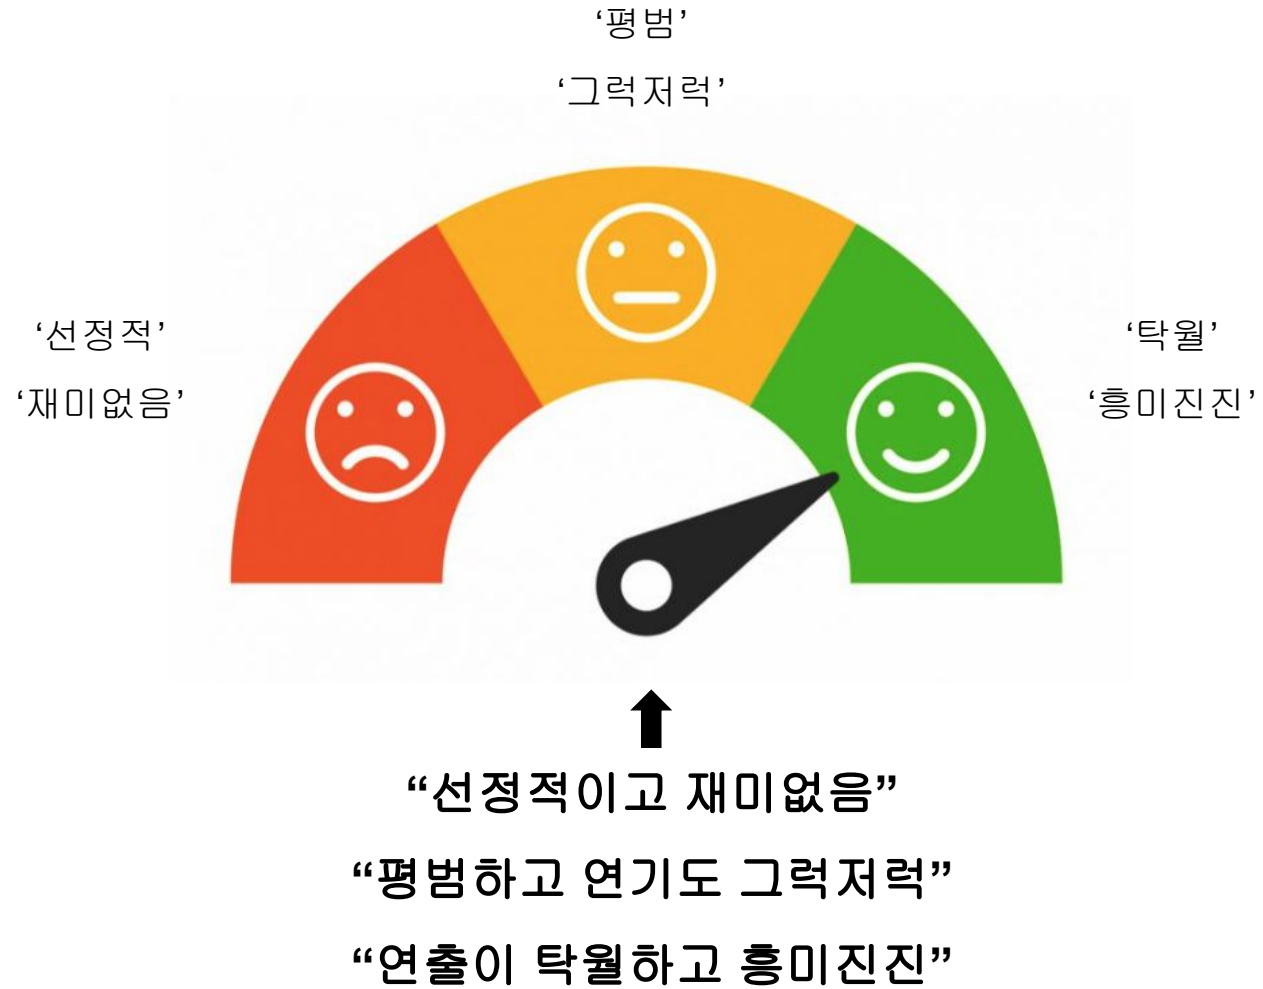 ‘평범’
‘그럭저럭’
‘선정적’
‘재미없음’
‘탁월’
‘흥미진진’
“선정적이고 재미없음”
“평범하고 연기도 그럭저럭”
“연출이 탁월하고 흥미진진”